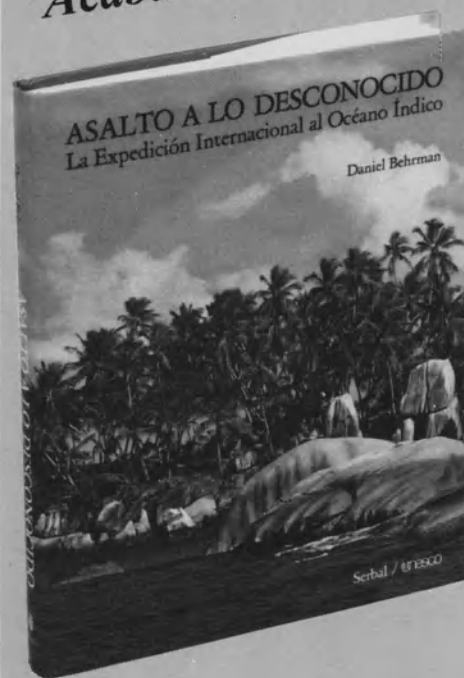 ASALTO A LO DESCONOCIDO
La Expedición Internacional al Océano Índico
Daniel Behrman
Serbal / unesco